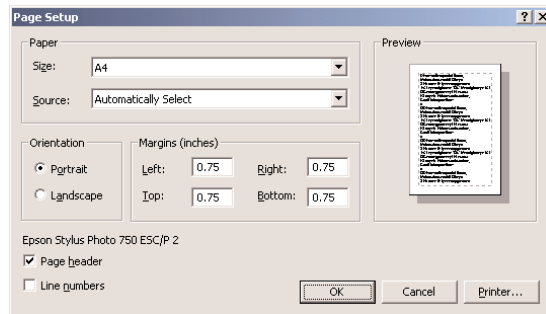 Page Setup
Paper
Size: A4
Source: Automatically Select
Orientation
Portrait
Landscape
Margins (inches)
Left: 0.75 Right: 0.75
Top: 0.75 Bottom: 0.75
Preview
Epson Stylus Photo 750 ESC/P 2
Page header
Line numbers
OK Cancel Printer...